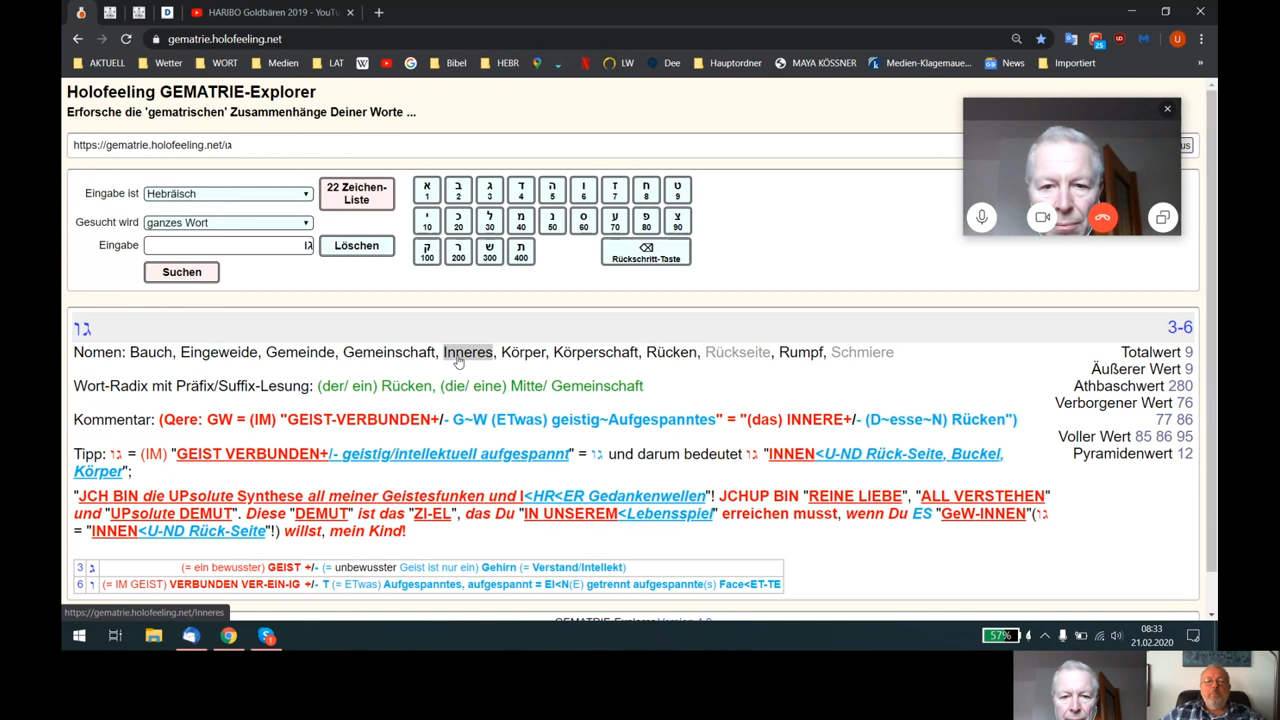 HARIBO Goldbären 2019 - YouTu
gematrie.holofeeling.net
AKTUELL Wetter WORT Medien LAT Bibel HEBR LW Dee Hauptordner MAYA KÖSSNER Medien-Klagemaue... News Importiert »
Holofeeling GEMATRIE-Explorer
Erforsche die 'gematrischen' Zusammenhänge Deiner Worte ...
https://gematrie.holofeeling.net/גו
us
Eingabe ist Hebräisch 22 Zeichen-Liste
Gesucht wird ganzes Wort
Eingabe גו Löschen
Suchen
א ב ג ד ה ו ז ח ט
1 2 3 4 5 6 7 8 9
י כ ל מ נ ס ע פ צ
10 20 30 40 50 60 70 80 90
ק ר ש ת
100 200 300 400 Rückschritt-Taste
גו 3-6
Nomen: Bauch, Eingeweide, Gemeinde, Gemeinschaft, Inneres, Körper, Körperschaft, Rücken, Rückseite, Rumpf, Schmiere
Totalwert 9
Äußerer Wert 9
Athbaschwert 280
Verborgener Wert 76
77 86
Voller Wert 85 86 95
Pyramidenwert 12
Wort-Radix mit Präfix/Suffix-Lesung: (der/ ein) Rücken, (die/ eine) Mitte/ Gemeinschaft
Kommentar: (Qere: GW = (IM) "GEIST-VERBUNDEN+/- G~W (ETwas) geistig~Aufgespanntes" = "(das) INNERE+/- (D~esse~N) Rücken")
Tipp: גו = (IM) "GEIST VERBUNDEN+/- geistig/intellektuell aufgespannt" = גו und darum bedeutet גו "INNEN<U-ND Rück-Seite, Buckel,
Körper";
"JCH BIN die UPsolute Synthese all meiner Geistesfunken und I<HR<ER Gedankenwellen"! JCHUP BIN "REINE LIEBE", "ALL VERSTEHEN"
und "UPsolute DEMUT". Diese "DEMUT" ist das "ZI-EL", das Du "IN UNSEREM<Lebensspiel" erreichen musst, wenn Du ES "GeW-INNEN"(גו
= "INNEN<U-ND Rück-Seite"!) willst, mein Kind!
3 ג (= ein bewusster) GEIST +/- (= unbewusster Geist ist nur ein) Gehirn (= Verstand/Intellekt)
6 ו (= IM GEIST) VERBUNDEN VER-EIN-IG +/- T (= ETwas) Aufgespanntes, aufgespannt = EI<N(E) getrennt aufgespannte(s) Face<ET-TE
https://gematrie.holofeeling.net/Inneres
57%
08:33
21.02.2020